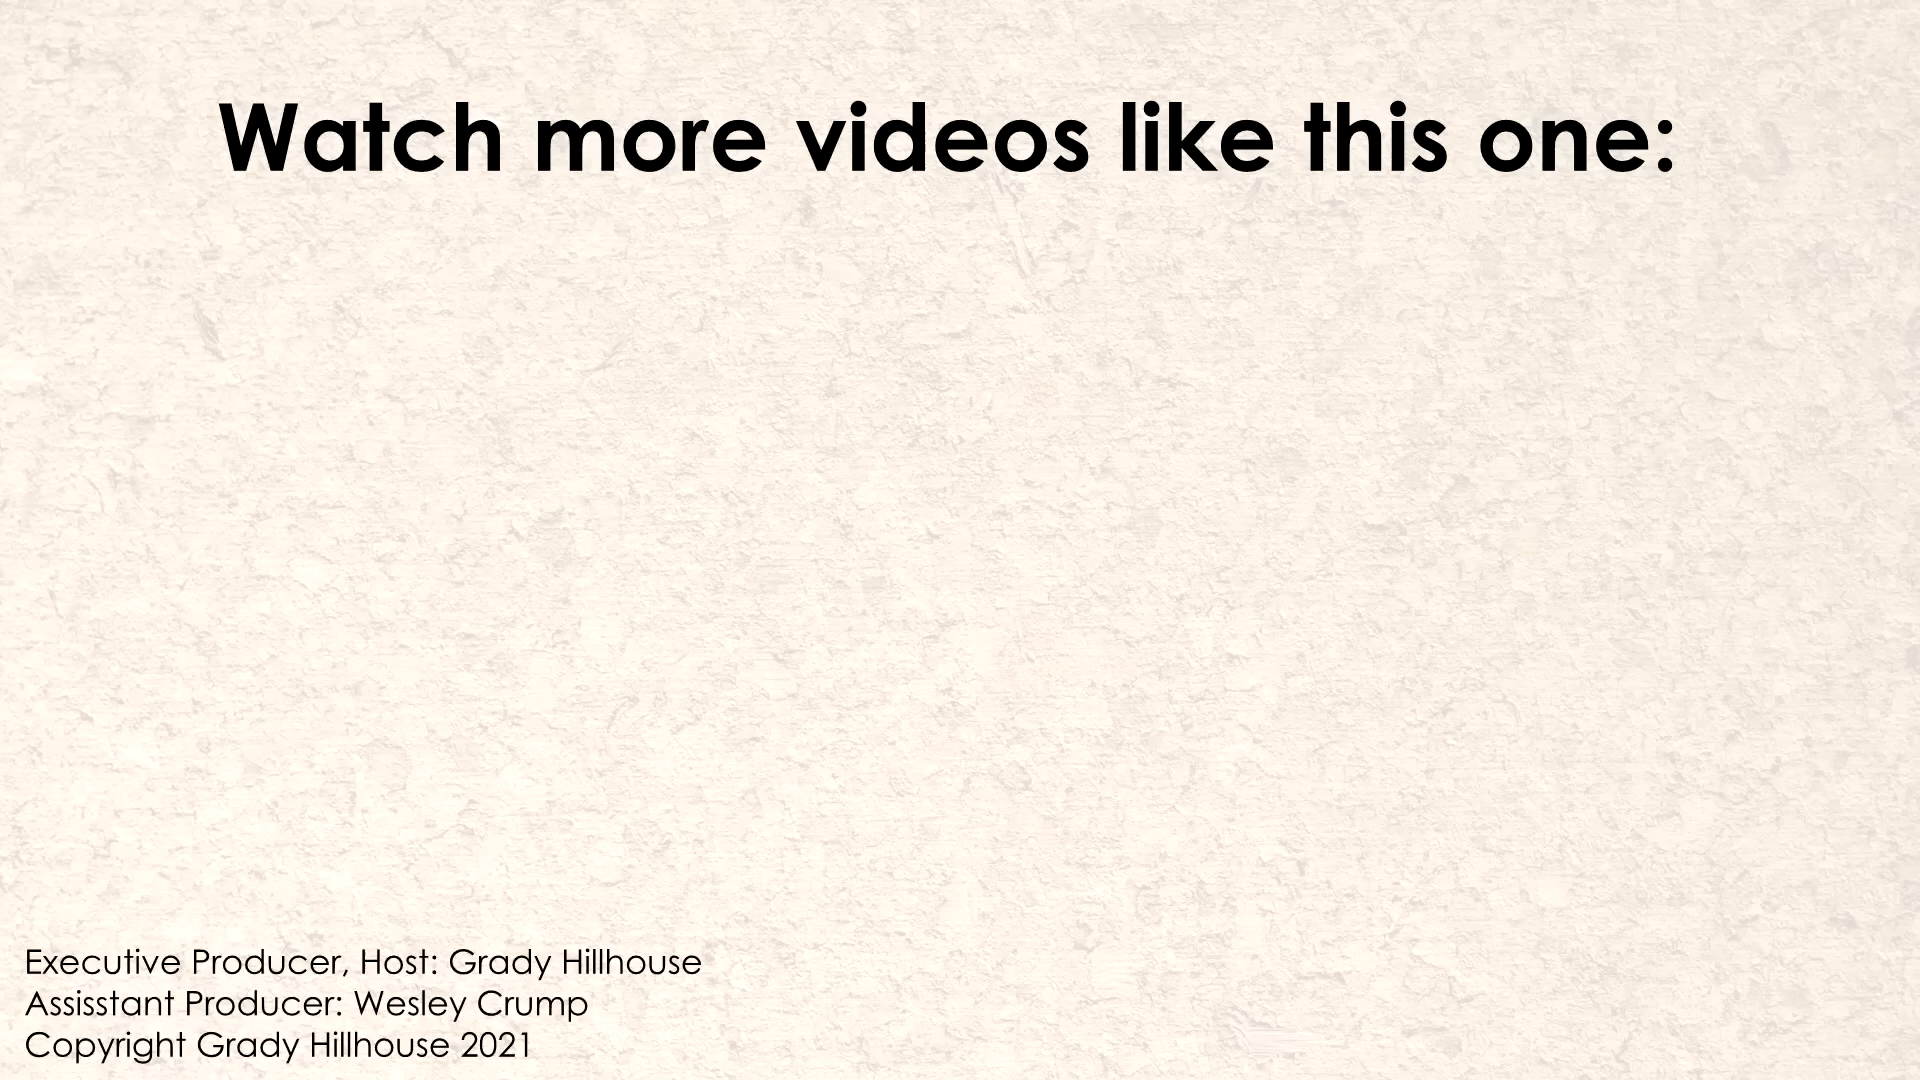 Watch more videos like this one:
Executive Producer, Host: Grady Hillhouse
Assisstant Producer: Wesley Crump
Copyright Grady Hillhouse 2021